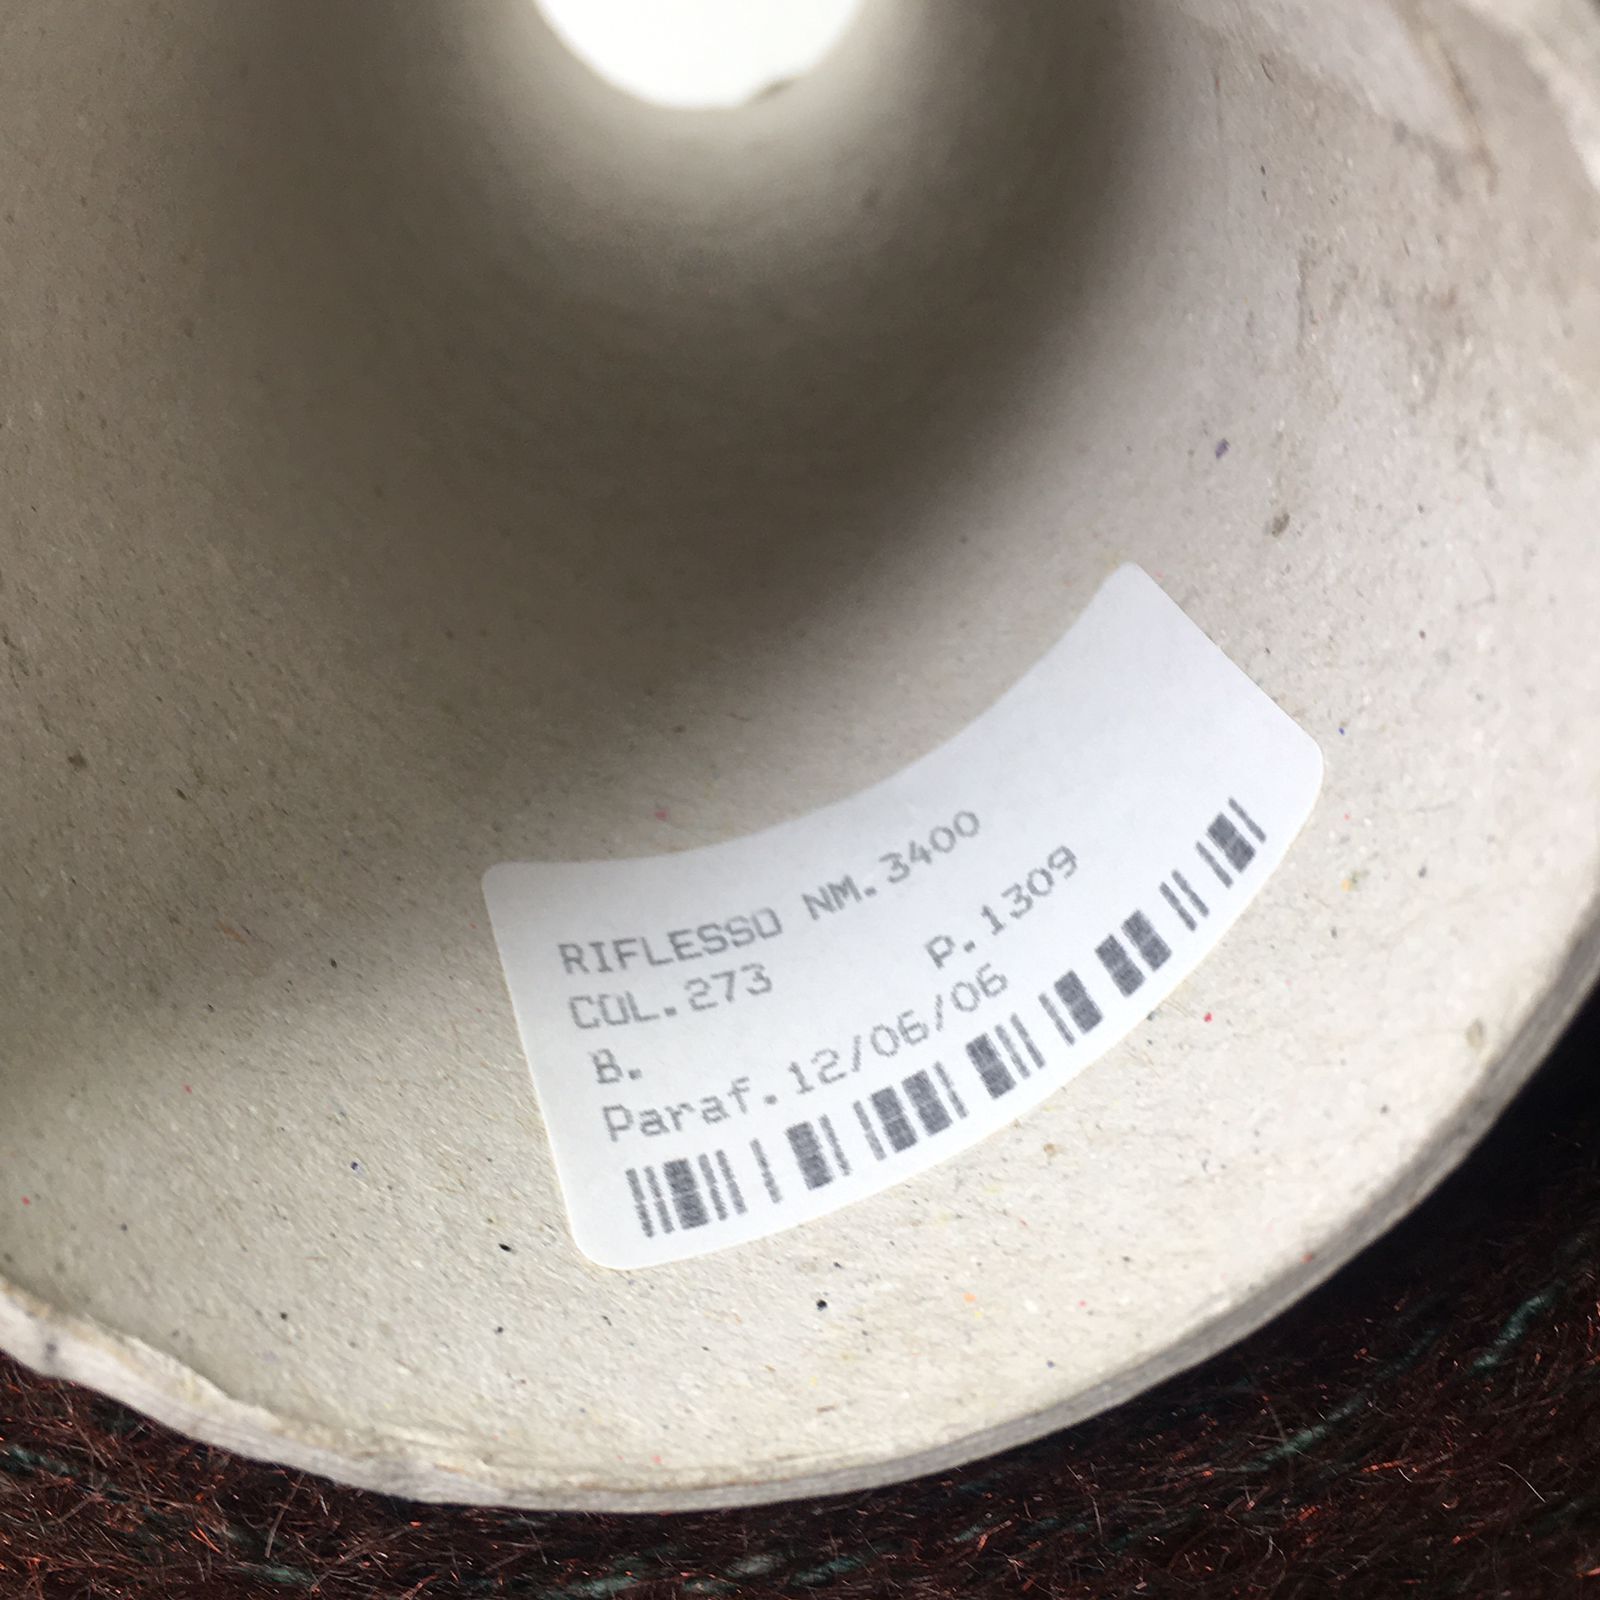 RIFLESSO NM.3400
COL.273 P.1309
B.
Paraf.12/06/06